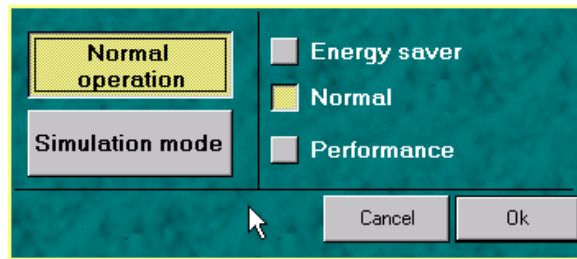 Normal
operation
Simulation mode
Energy saver
Normal
Performance
Cancel
Ok